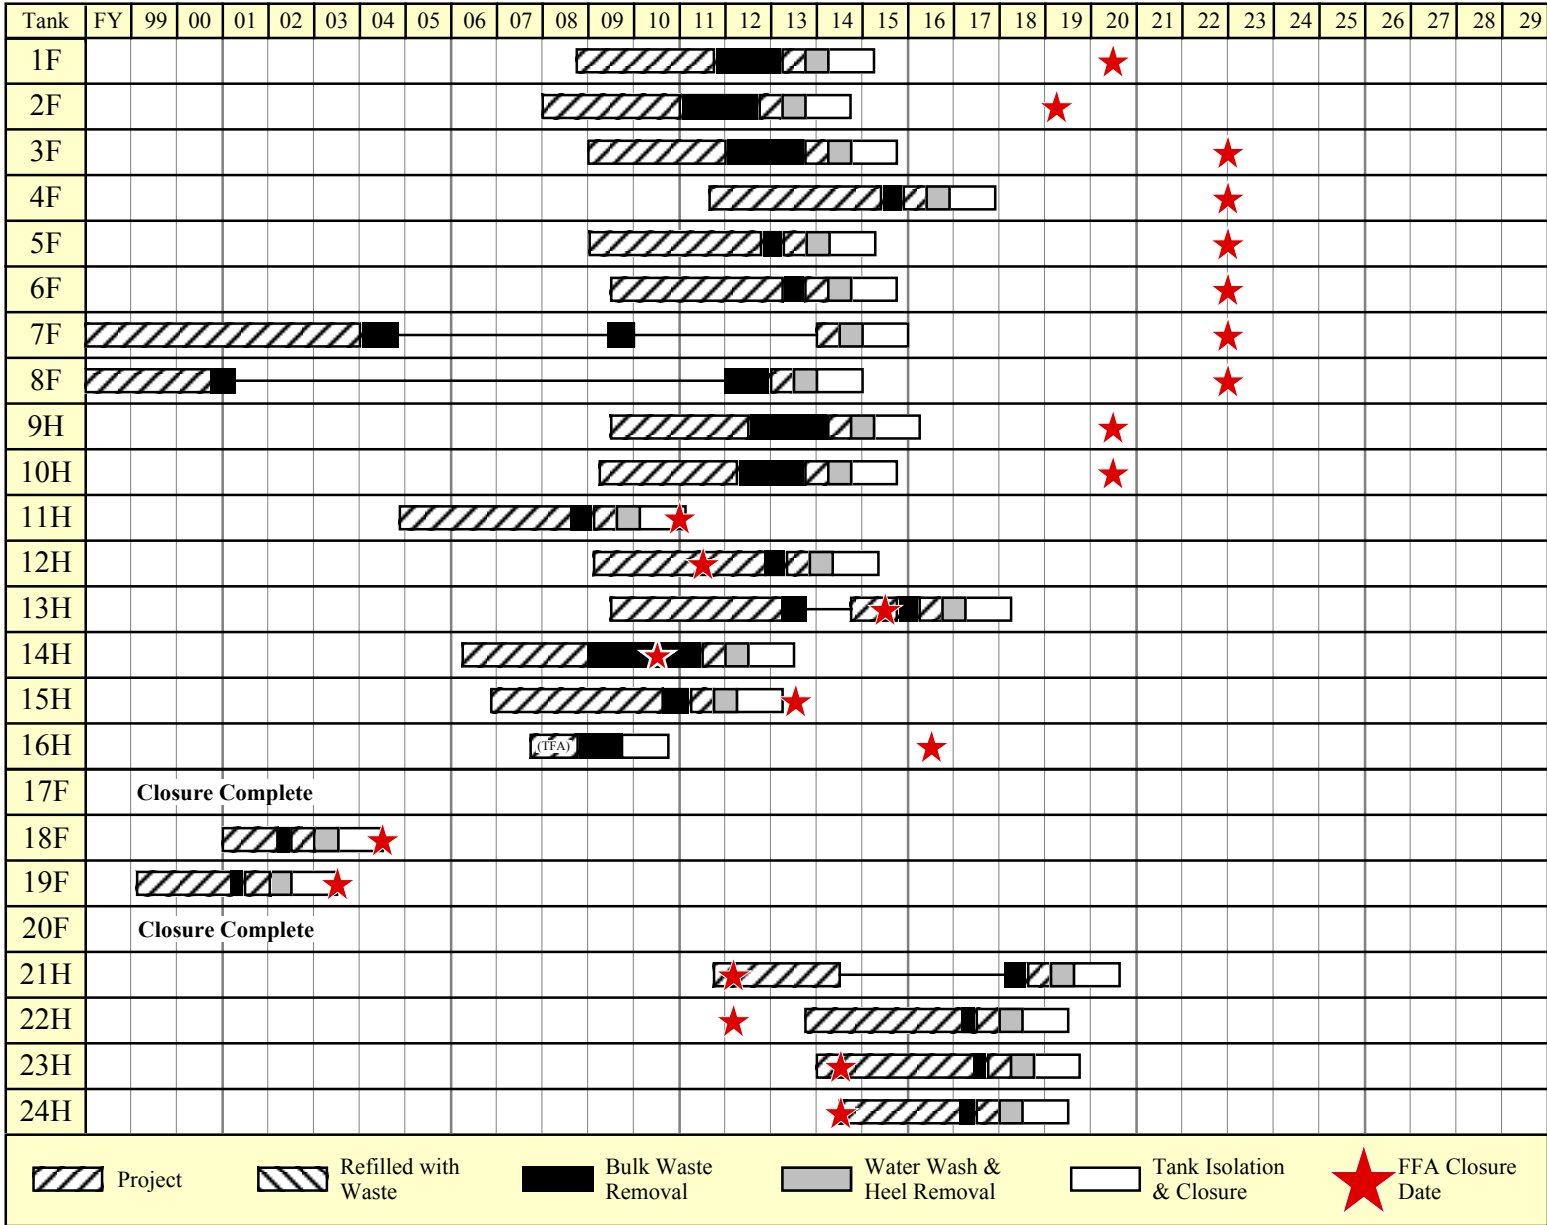 Tank FY 99 00 01 02 03 04 05 06 07 08 09 10 11 12 13 14 15 16 17 18 19 20 21 22 23 24 25 26 27 28 29
1F
2F
3F
4F
5F
6F
7F
8F
9H
10H
11H
12H
13H
14H
15H
16H (TFA)
17F Closure Complete
18F
19F
20F Closure Complete
21H
22H
23H
24H
Project
Refilled with
Waste
Bulk Waste
Removal
Water Wash &
Heel Removal
Tank Isolation
& Closure
FFA Closure
Date